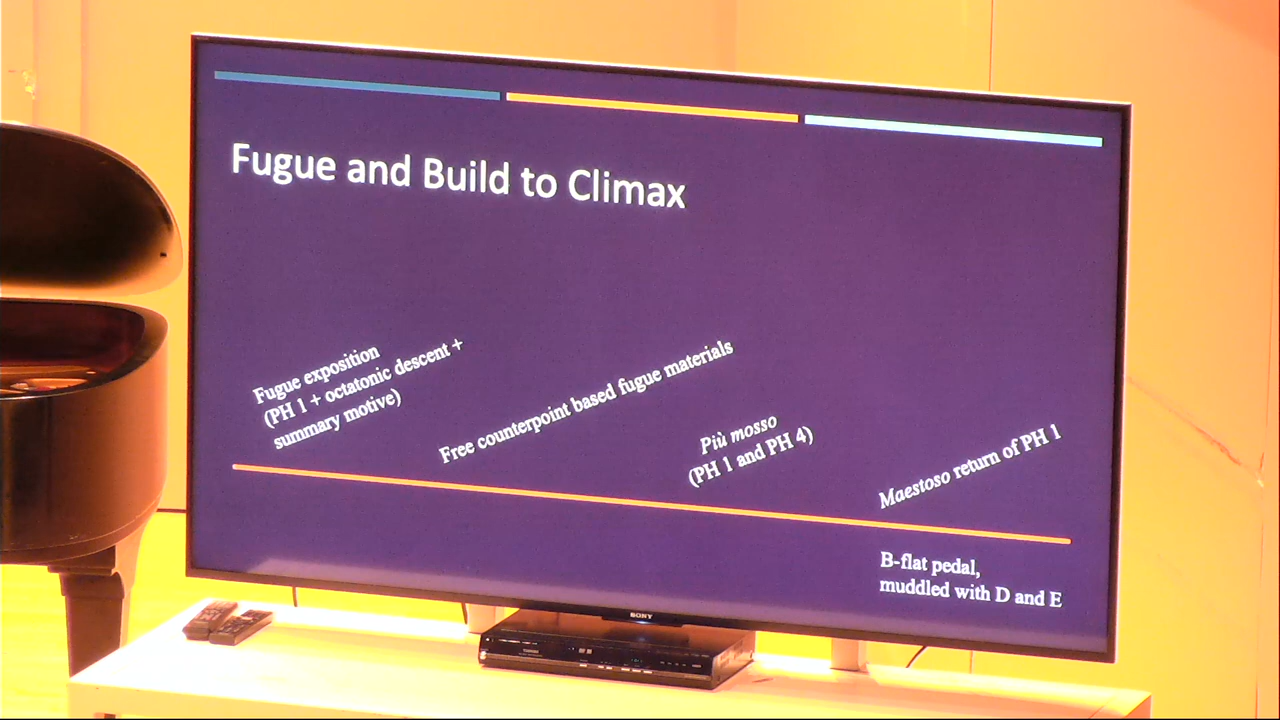 Fugue and Build to Climax
Fugue exposition
(PH 1 + octatonic descent +
summary motive)
Free counterpoint based fugue materials
Più mosso
(PH 1 and PH 4)
Maestoso return of PH 1
B-flat pedal,
muddled with D and E
SONY